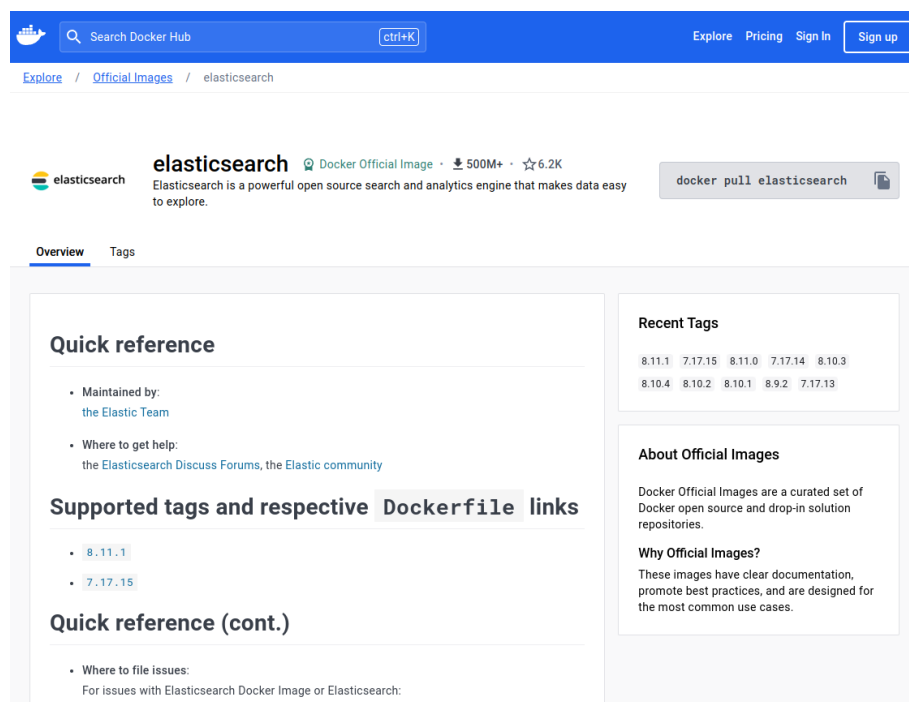 Search Docker Hub
ctrl+K
Explore Pricing Sign In Sign up
Explore / Official Images / elasticsearch
elasticsearch
elasticsearch Docker Official Image · 500M+ · 6.2K
Elasticsearch is a powerful open source search and analytics engine that makes data easy
to explore.
docker pull elasticsearch
Overview Tags
Quick reference
• Maintained by:
the Elastic Team
• Where to get help:
the Elasticsearch Discuss Forums, the Elastic community
Supported tags and respective Dockerfile links
• 8.11.1
• 7.17.15
Quick reference (cont.)
• Where to file issues:
For issues with Elasticsearch Docker Image or Elasticsearch:
Recent Tags
8.11.1 7.17.15 8.11.0 7.17.14 8.10.3
8.10.4 8.10.2 8.10.1 8.9.2 7.17.13
About Official Images
Docker Official Images are a curated set of
Docker open source and drop-in solution
repositories.
Why Official Images?
These images have clear documentation,
promote best practices, and are designed for
the most common use cases.